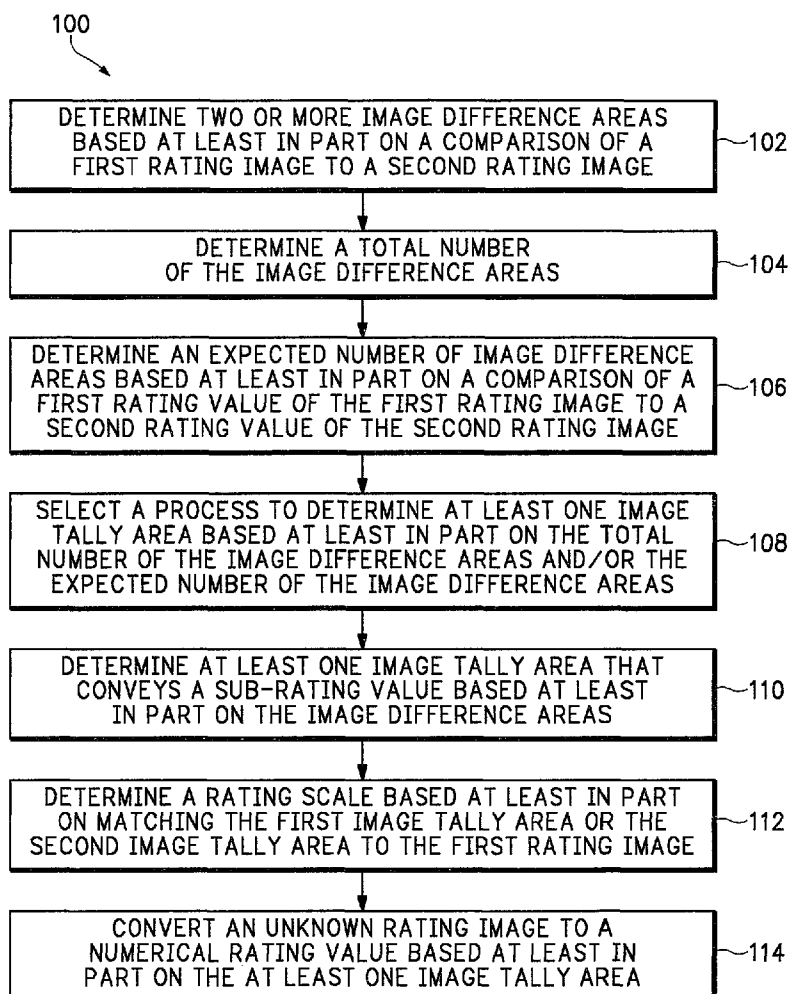 100
DETERMINE TWO OR MORE IMAGE DIFFERENCE AREAS
BASED AT LEAST IN PART ON A COMPARISON OF A
FIRST RATING IMAGE TO A SECOND RATING IMAGE
102
DETERMINE A TOTAL NUMBER
OF THE IMAGE DIFFERENCE AREAS
104
DETERMINE AN EXPECTED NUMBER OF IMAGE DIFFERENCE
AREAS BASED AT LEAST IN PART ON A COMPARISON OF A
FIRST RATING VALUE OF THE FIRST RATING IMAGE TO A
SECOND RATING VALUE OF THE SECOND RATING IMAGE
106
SELECT A PROCESS TO DETERMINE AT LEAST ONE IMAGE
TALLY AREA BASED AT LEAST IN PART ON THE TOTAL
NUMBER OF THE IMAGE DIFFERENCE AREAS AND/OR THE
EXPECTED NUMBER OF THE IMAGE DIFFERENCE AREAS
108
DETERMINE AT LEAST ONE IMAGE TALLY AREA THAT
CONVEYS A SUB-RATING VALUE BASED AT LEAST
IN PART ON THE IMAGE DIFFERENCE AREAS
110
DETERMINE A RATING SCALE BASED AT LEAST IN PART
ON MATCHING THE FIRST IMAGE TALLY AREA OR THE
SECOND IMAGE TALLY AREA TO THE FIRST RATING IMAGE
112
CONVERT AN UNKNOWN RATING IMAGE TO A
NUMERICAL RATING VALUE BASED AT LEAST IN
PART ON THE AT LEAST ONE IMAGE TALLY AREA
114